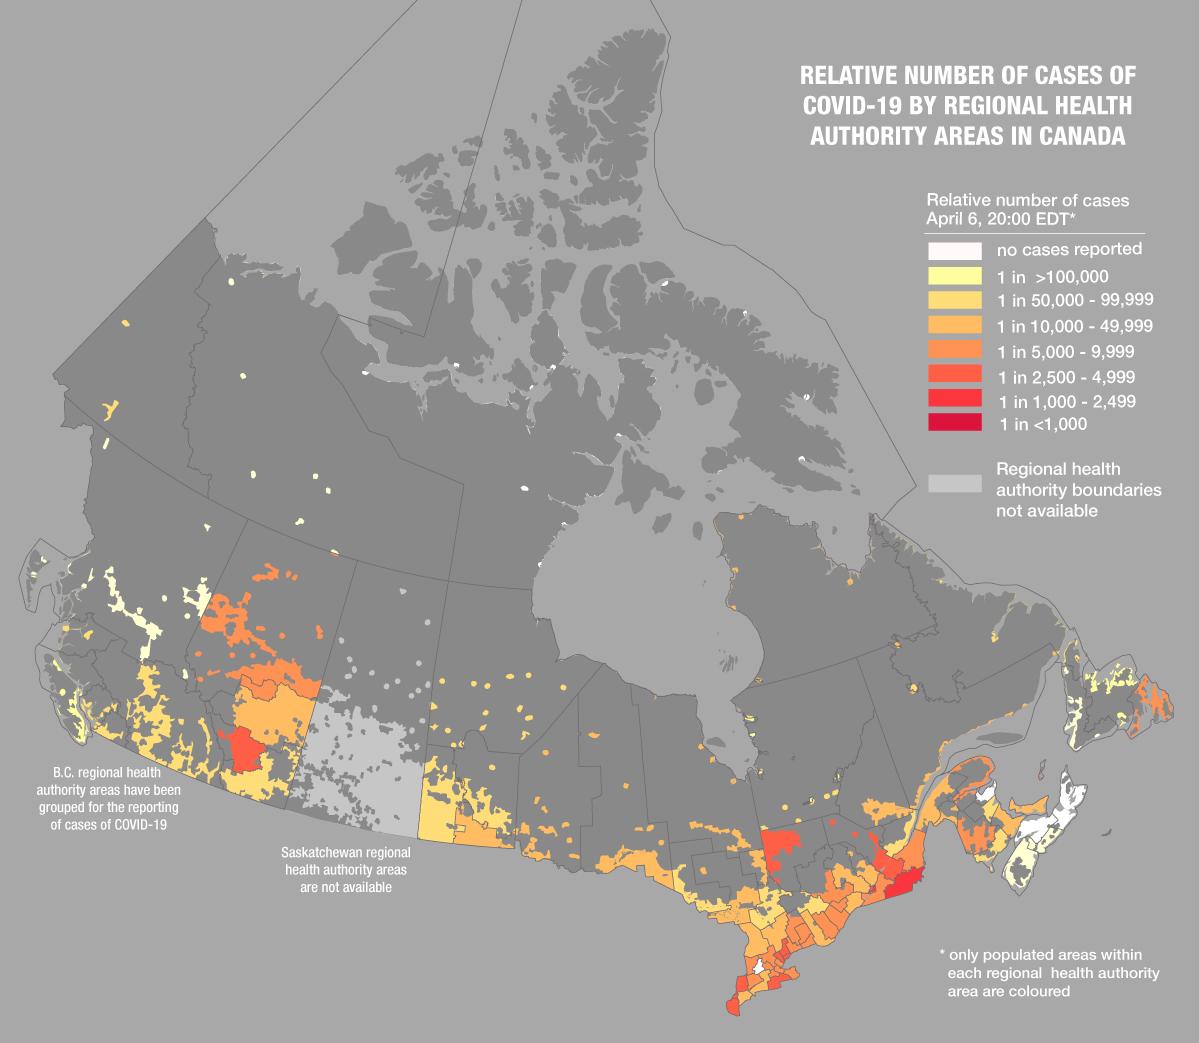 RELATIVE NUMBER OF CASES OF
COVID-19 BY REGIONAL HEALTH
AUTHORITY AREAS IN CANADA
Relative number of cases
April 6, 20:00 EDT*
no cases reported
1 in >100,000
1 in 50,000 - 99,999
1 in 10,000 - 49,999
1 in 5,000 - 9,999
1 in 2,500 - 4,999
1 in 1,000 - 2,499
1 in <1,000
Regional health
authority boundaries
not available
B.C. regional health
authority areas have been
grouped for the reporting
of cases of COVID-19
Saskatchewan regional
health authority areas
are not available
* only populated areas within
each regional health authority
area are coloured